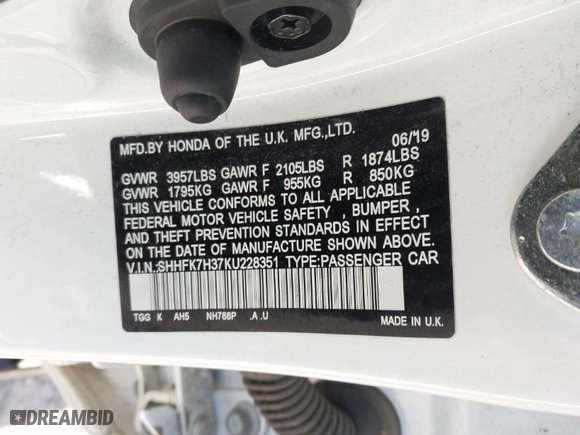 MFD.BY HONDA OF THE U.K. MFG.,LTD. 06/19
GVWR 3957LBS GAWR F 2105LBS R 1874LBS
GVWR 1795KG GAWR F 955KG R 850KG
THIS VEHICLE CONFORMS TO ALL APPLICABLE
FEDERAL MOTOR VEHICLE SAFETY , BUMPER ,
AND THEFT PREVENTION STANDARDS IN EFFECT
ON THE DATE OF MANUFACTURE SHOWN ABOVE.
V.I.N.:SHHFK7H37KU228351 TYPE:PASSENGER CAR
TGG K AH5 NH788P .A .U MADE IN U.K.
DREAMBID